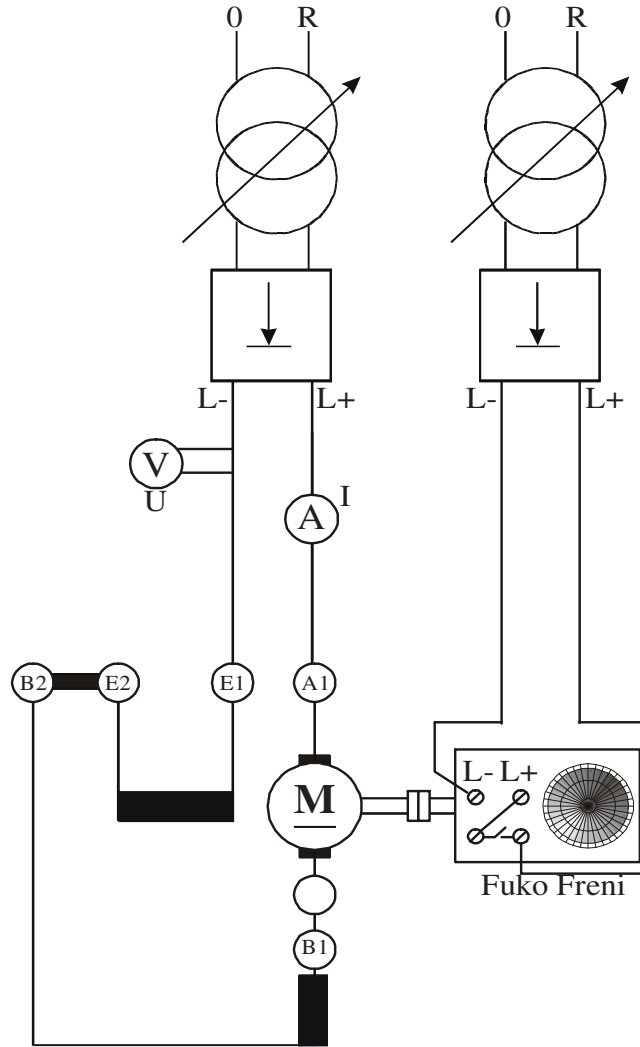 0 R 0 R
L- L+ L- L+
V
U
I
A
B2 E2 E1 A1
L- L+
M
Fuko Freni
B1